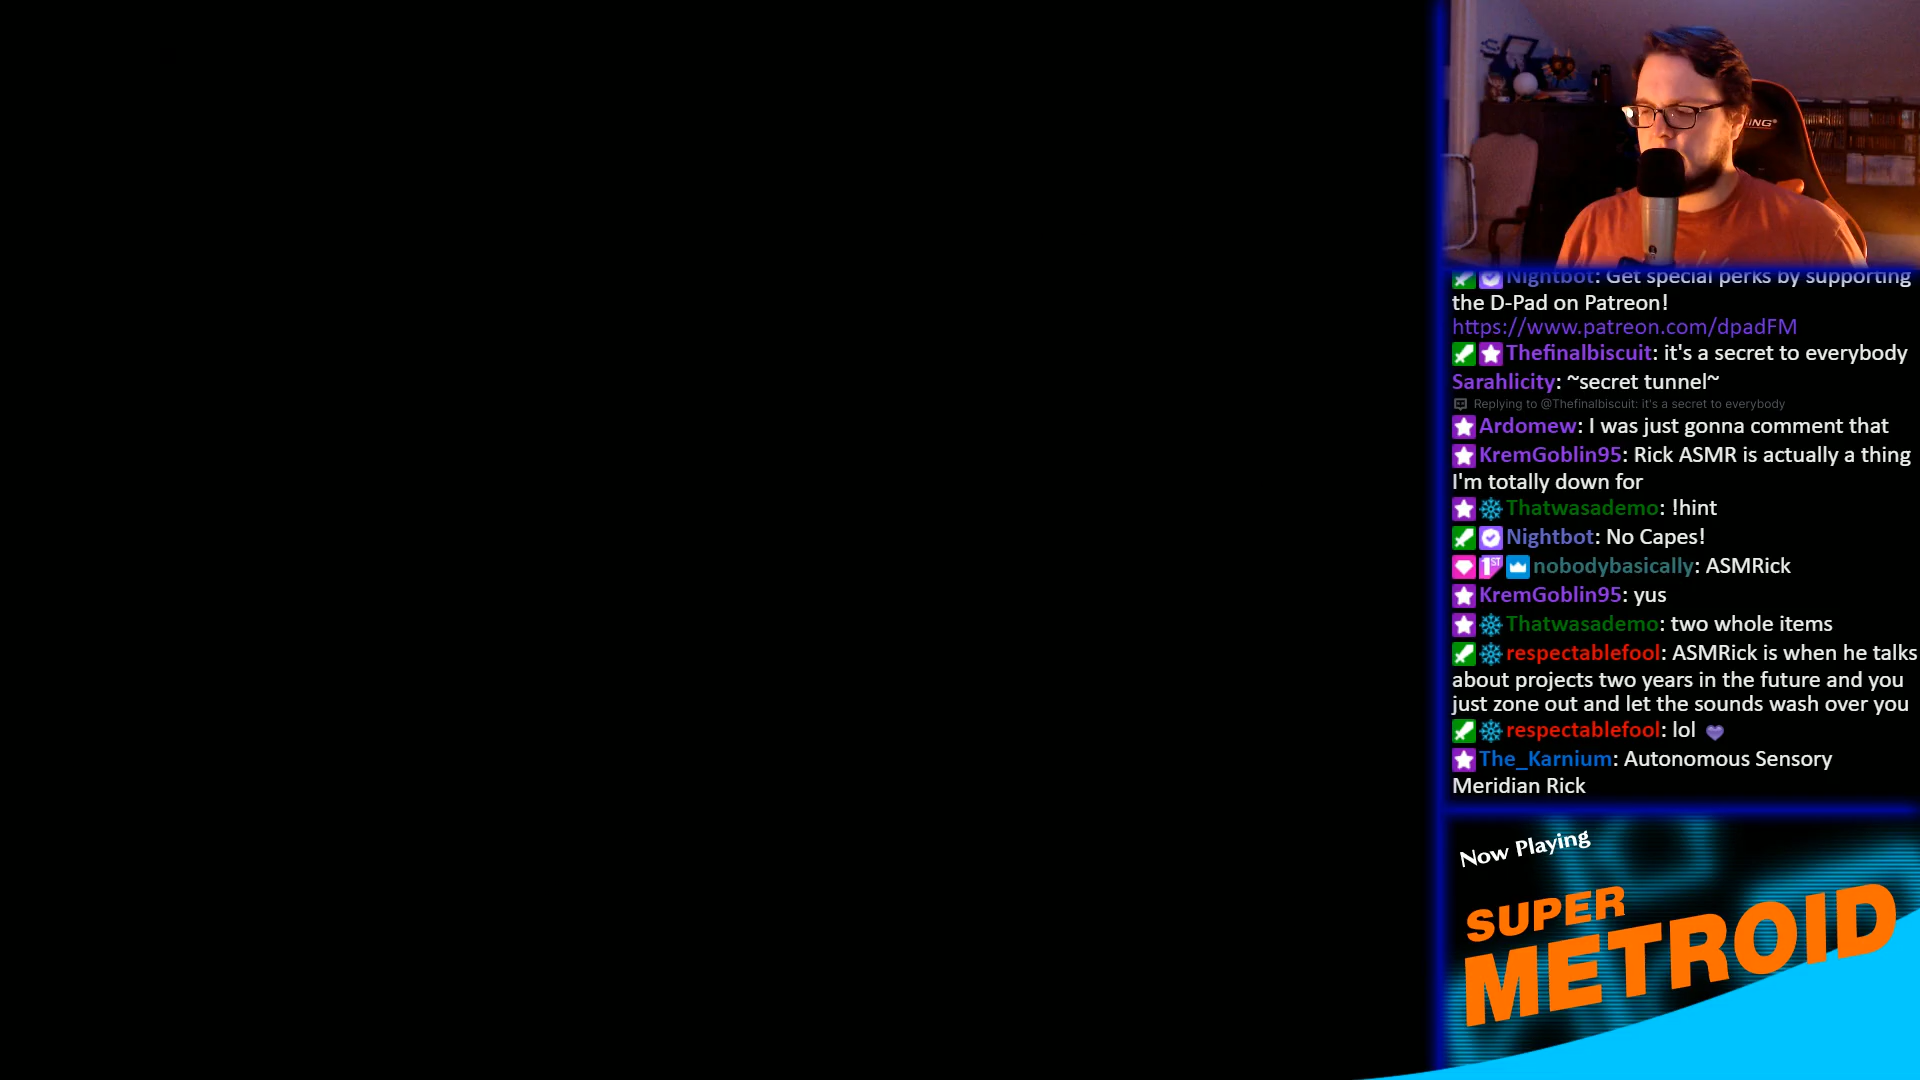 ING
Nightbot: Get special perks by supporting
the D-Pad on Patreon!
https://www.patreon.com/dpadFM
Thefinalbiscuit: it's a secret to everybody
Sarahlicity: ~secret tunnel~
Replying to @Thefinalbiscuit: it's a secret to everybody
Ardomew: I was just gonna comment that
KremGoblin95: Rick ASMR is actually a thing
I'm totally down for
Thatwasademo: !hint
Nightbot: No Capes!
1ST nobodybasically: ASMRick
KremGoblin95: yus
Thatwasademo: two whole items
respectablefool: ASMRick is when he talks
about projects two years in the future and you
just zone out and let the sounds wash over you
respectablefool: lol
The_Karnium: Autonomous Sensory
Meridian Rick
Now Playing
SUPER
METROID